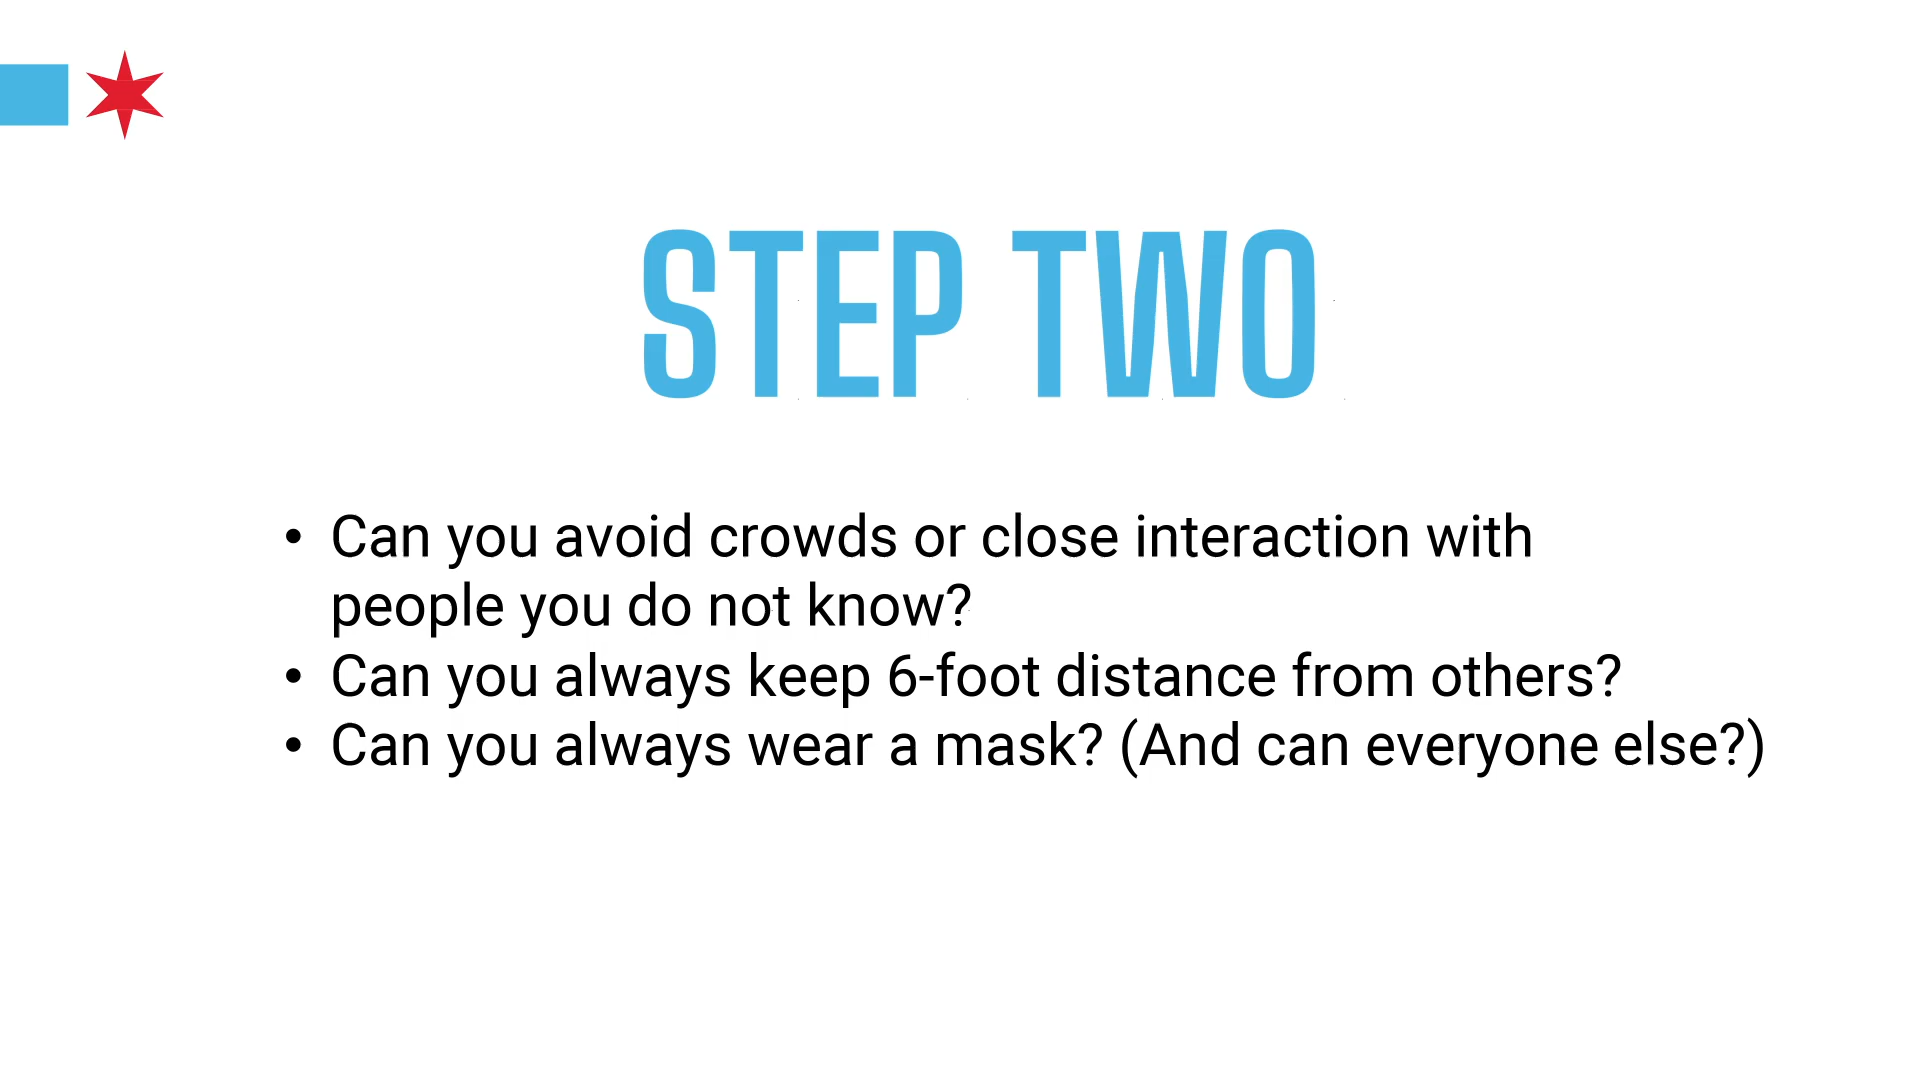 STEP TWO
• Can you avoid crowds or close interaction with
people you do not know?
• Can you always keep 6-foot distance from others?
• Can you always wear a mask? (And can everyone else?)